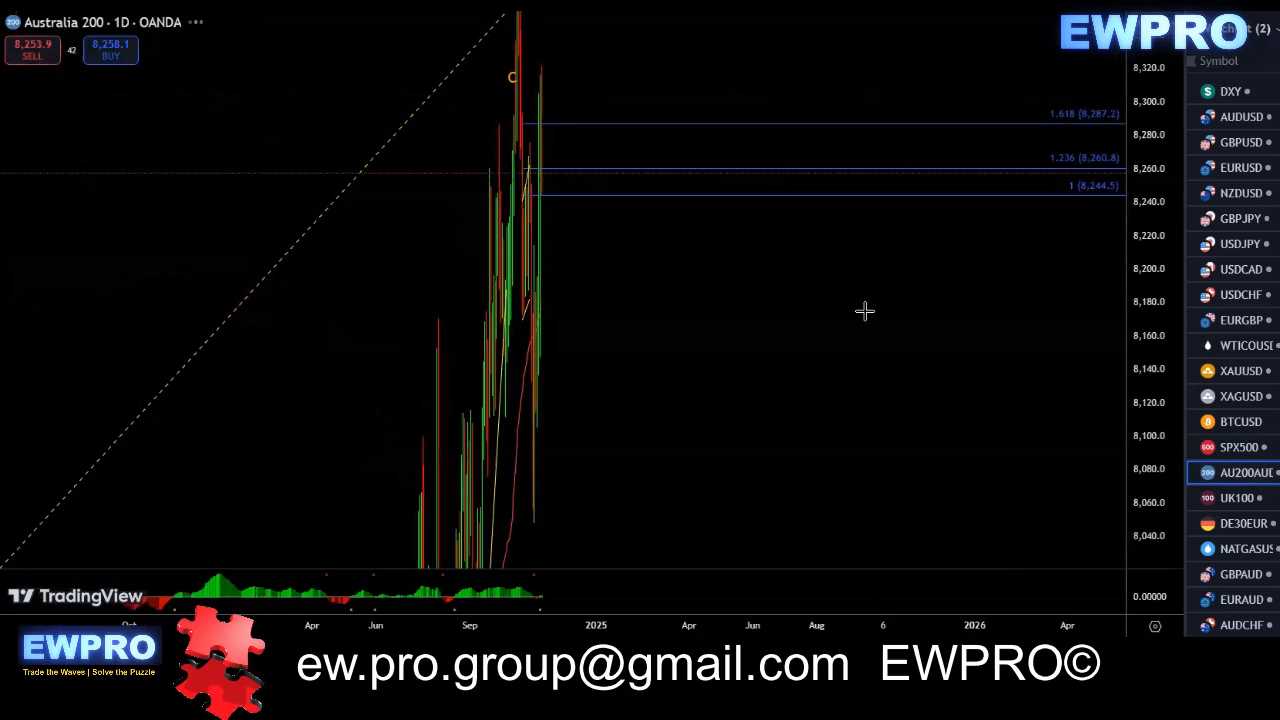 Australia 200 · 1D · OANDA
8,253.9
SELL
42
8,258.1
BUY
EWPRO
(2)
Symbol
C
1.618 (8,287.2)
1.236 (8,260.8)
1 (8,244.5)
8,320.0
8,300.0
8,280.0
8,260.0
8,240.0
8,220.0
8,200.0
8,180.0
8,160.0
8,140.0
8,120.0
8,100.0
8,080.0
8,060.0
8,040.0
0.00000
DXY
AUDUSD
GBPUSD
EURUSD
NZDUSD
GBPJPY
USDJPY
USDCAD
USDCHF
EURGBP
WTICOUSD
XAUUSD
XAGUSD
BTCUSD
500 SPX500
200 AU200AUD
100 UK100
DE30EUR
NATGASUS
GBPAUD
EURAUD
AUDCHF
TradingView
Oct
Apr
Jun
Sep
2025
Apr
Jun
Aug
6
2026
Apr
EWPRO
Trade the Waves | Solve the Puzzle
ew.pro.group@gmail.com EWPRO©